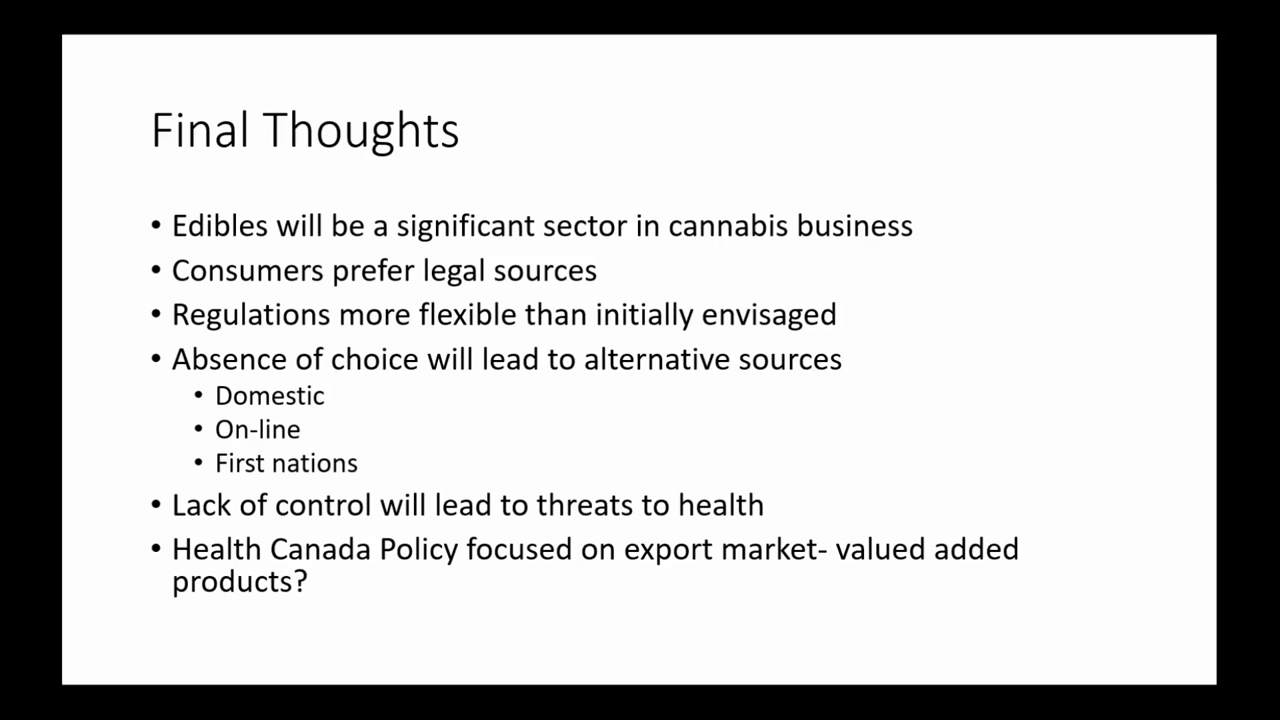 Final Thoughts
• Edibles will be a significant sector in cannabis business
• Consumers prefer legal sources
• Regulations more flexible than initially envisaged
• Absence of choice will lead to alternative sources
• Domestic
• On-line
• First nations
• Lack of control will lead to threats to health
• Health Canada Policy focused on export market- valued added
products?